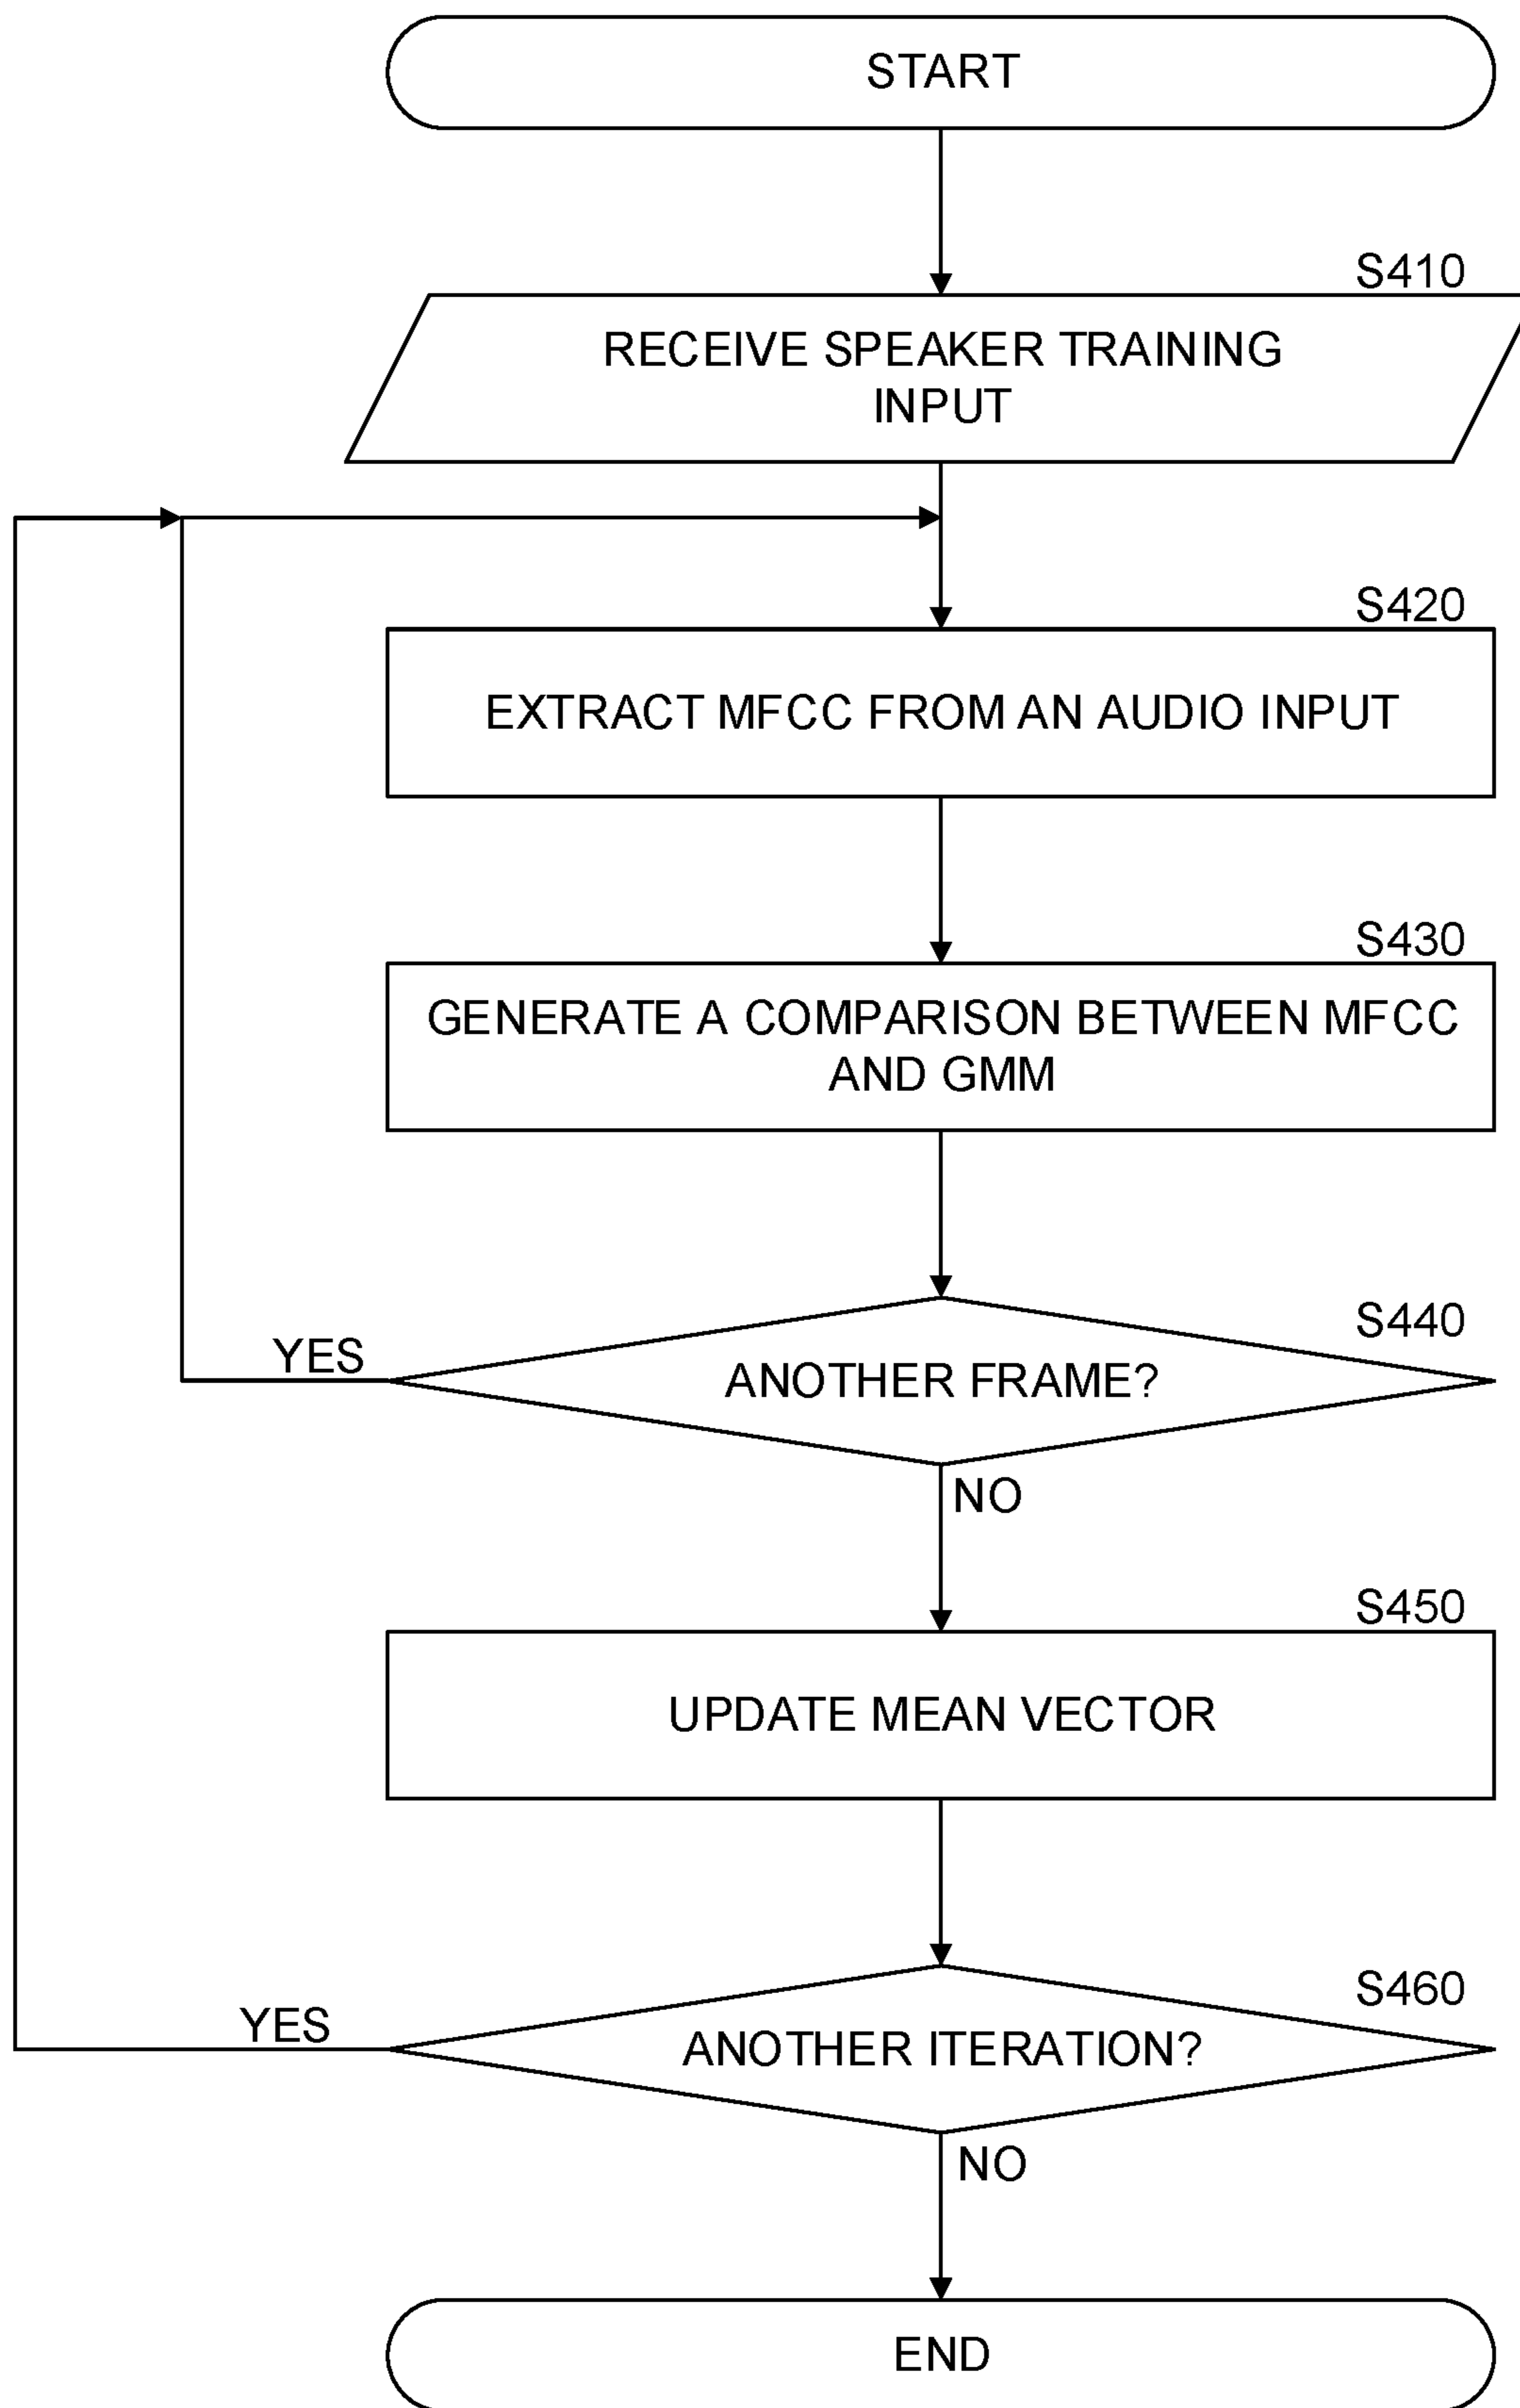 START
S410
RECEIVE SPEAKER TRAINING
INPUT
S420
EXTRACT MFCC FROM AN AUDIO INPUT
S430
GENERATE A COMPARISON BETWEEN MFCC
AND GMM
S440
YES
ANOTHER FRAME?
NO
S450
UPDATE MEAN VECTOR
S460
YES
ANOTHER ITERATION?
NO
END